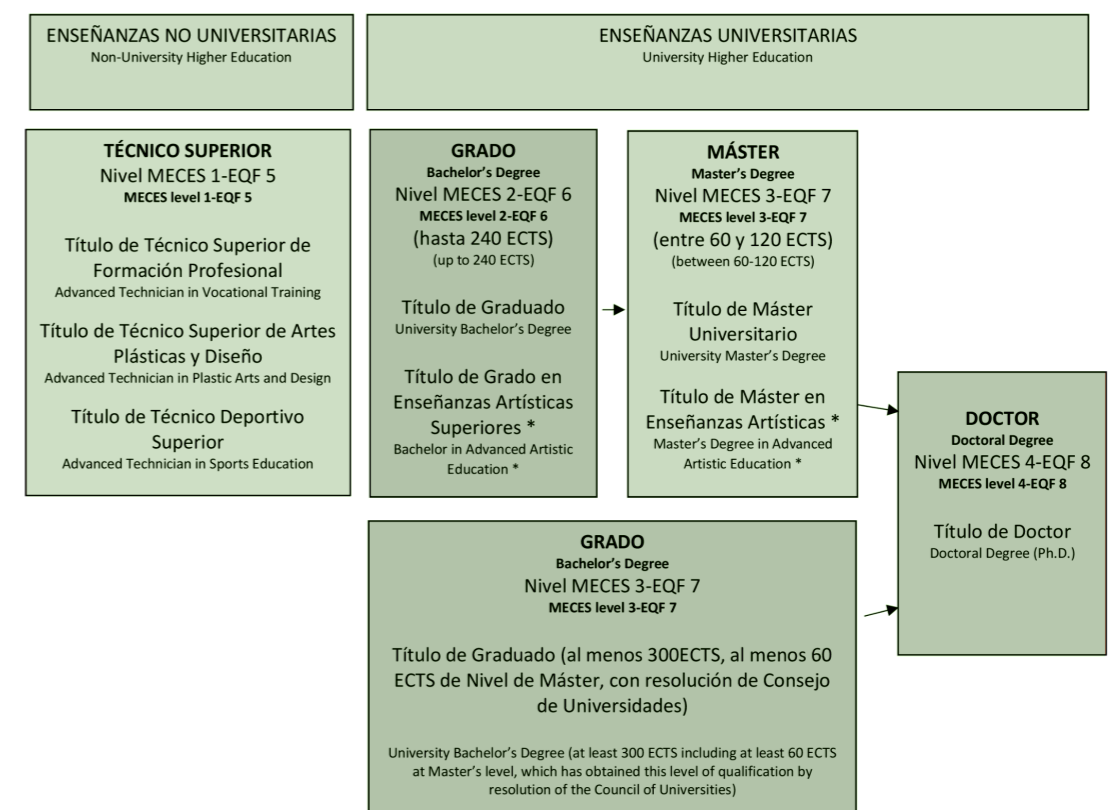 ENSEÑANZAS NO UNIVERSITARIAS
Non-University Higher Education
ENSEÑANZAS UNIVERSITARIAS
University Higher Education
TÉCNICO SUPERIOR
Nivel MECES 1-EQF 5
MECES level 1-EQF 5
Título de Técnico Superior de
Formación Profesional
Advanced Technician in Vocational Training
Título de Técnico Superior de Artes
Plásticas y Diseño
Advanced Technician in Plastic Arts and Design
Título de Técnico Deportivo
Superior
Advanced Technician in Sports Education
GRADO
Bachelor's Degree
Nivel MECES 2-EQF 6
MECES level 2-EQF 6
(hasta 240 ECTS)
(up to 240 ECTS)
Título de Graduado
University Bachelor's Degree
Título de Grado en
Enseñanzas Artísticas
Superiores *
Bachelor in Advanced Artistic
Education *
MÁSTER
Master's Degree
Nivel MECES 3-EQF 7
MECES level 3-EQF 7
(entre 60 y 120 ECTS)
(between 60-120 ECTS)
Título de Máster
Universitario
University Master's Degree
Título de Máster en
Enseñanzas Artísticas *
Master's Degree in Advanced
Artistic Education *
DOCTOR
Doctoral Degree
Nivel MECES 4-EQF 8
MECES level 4-EQF 8
Título de Doctor
Doctoral Degree (Ph.D.)
GRADO
Bachelor's Degree
Nivel MECES 3-EQF 7
MECES level 3-EQF 7
Título de Graduado (al menos 300ECTS, al menos 60
ECTS de Nivel de Máster, con resolución de Consejo
de Universidades)
University Bachelor's Degree (at least 300 ECTS including at least 60 ECTS
at Master's level, which has obtained this level of qualification by
resolution of the Council of Universities)